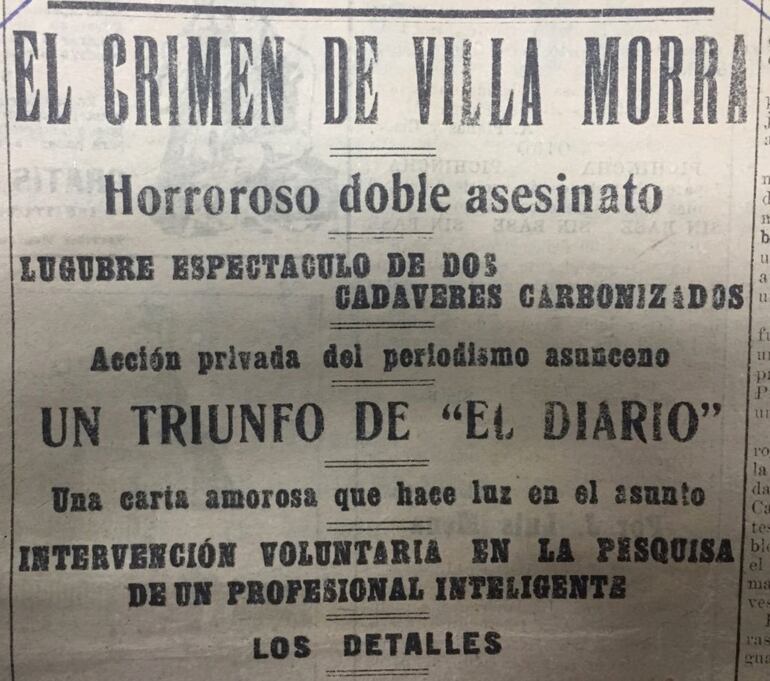 EL CRIMEN DE VILLA MORRA
Horroroso doble asesinato
LUGUBRE ESPECTACULO DE DOS
CADAVERES CARBONIZADOS
Acción privada del periodismo asunceno
UN TRIUNFO DE "EL DIARIO"
Una carta amorosa que hace luz en el asunto
INTERVENCIÓN VOLUNTARIA EN LA PESQUISA
DE UN PROFESIONAL INTELIGENTE
LOS DETALLES